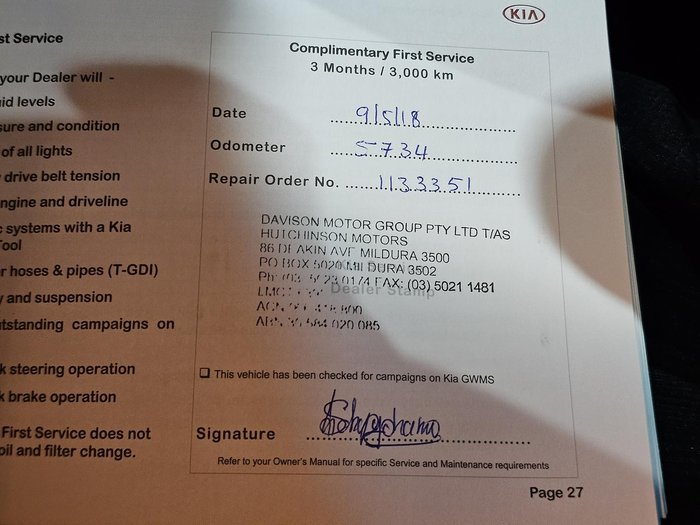 KIA
st Service
your Dealer will -
id levels
sure and condition
of all lights
drive belt tension
ngine and driveline
systems with a Kia
ool
r hoses & pipes (T-GDI)
y and suspension
utstanding campaigns on
k steering operation
k brake operation
First Service does not
oil and filter change.
Complimentary First Service
3 Months / 3,000 km
Date 9/5/18
Odometer 5734
Repair Order No. 1133351
DAVISON MOTOR GROUP PTY LTD T/AS
HUTCHINSON MOTORS
86 DEAKIN AVE MILDURA 3500
PO BOX 5020 MILDURA 3502
FAX: (03) 5021 1481
Dealer Stamp
☐ This vehicle has been checked for campaigns on Kia GWMS
Signature
Refer to your Owner's Manual for specific Service and Maintenance requirements
Page 27